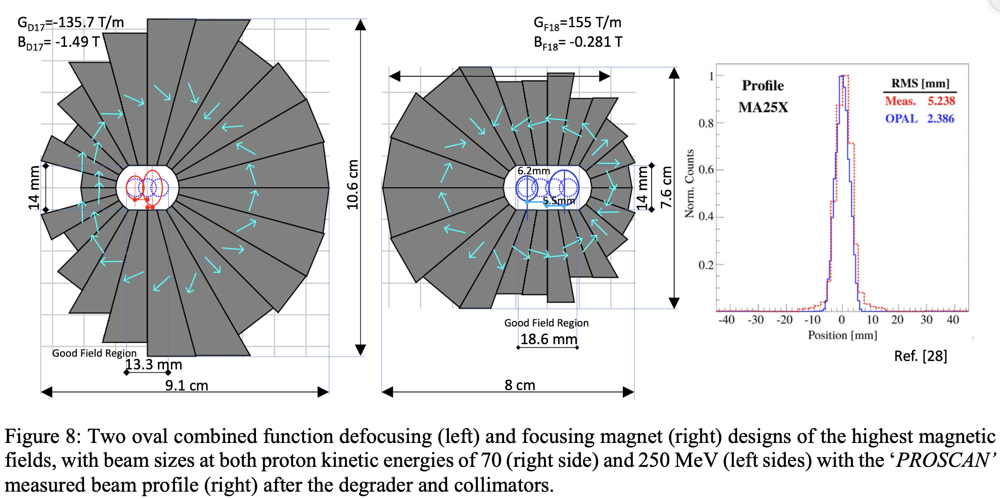 G_D17=-135.7 T/m
B_D17= -1.49 T
14 mm
10.6 cm
Good Field Region
13.3 mm
9.1 cm
G_F18=155 T/m
B_F18= -0.281 T
6.2mm
5.5mm
14 mm
7.6 cm
Good Field Region
18.6 mm
8 cm
Profile
MA25X
RMS [mm]
Meas. 5.238
OPAL 2.386
Norm. Counts
1
0.8
0.6
0.4
0.2
-40 -30 -20 -10 0 10 20 30 40
Position [mm]
Ref. [28]
Figure 8: Two oval combined function defocusing (left) and focusing magnet (right) designs of the highest magnetic
fields, with beam sizes at both proton kinetic energies of 70 (right side) and 250 MeV (left sides) with the ‘PROSCAN’
measured beam profile (right) after the degrader and collimators.